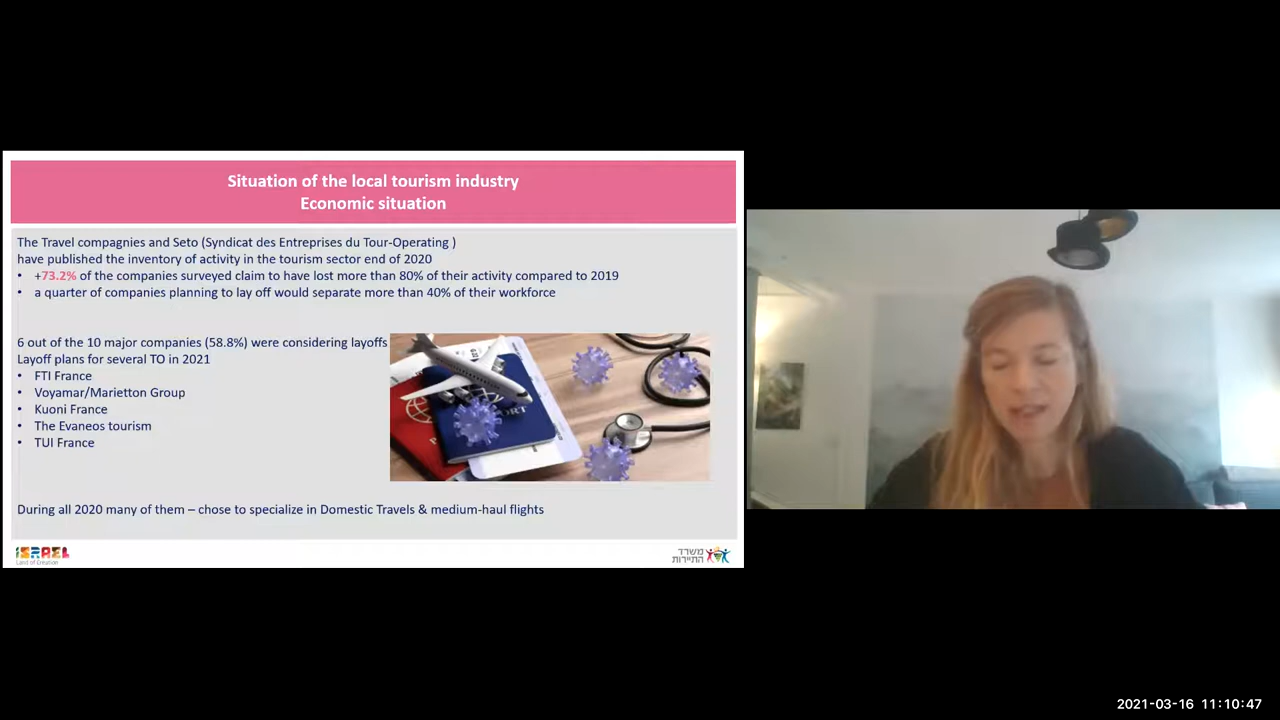 Situation of the local tourism industry
Economic situation
The Travel compagnies and Seto (Syndicat des Entreprises du Tour-Operating )
have published the inventory of activity in the tourism sector end of 2020
• +73.2% of the companies surveyed claim to have lost more than 80% of their activity compared to 2019
• a quarter of companies planning to lay off would separate more than 40% of their workforce
6 out of the 10 major companies (58.8%) were considering layoffs
Layoff plans for several TO in 2021
• FTI France
• Voyamar/Marietton Group
• Kuoni France
• The Evaneos tourism
• TUI France
During all 2020 many of them – chose to specialize in Domestic Travels & medium-haul flights
ISRAEL
Land of Creation
משרד
התיירות
2021-03-16 11:10:47